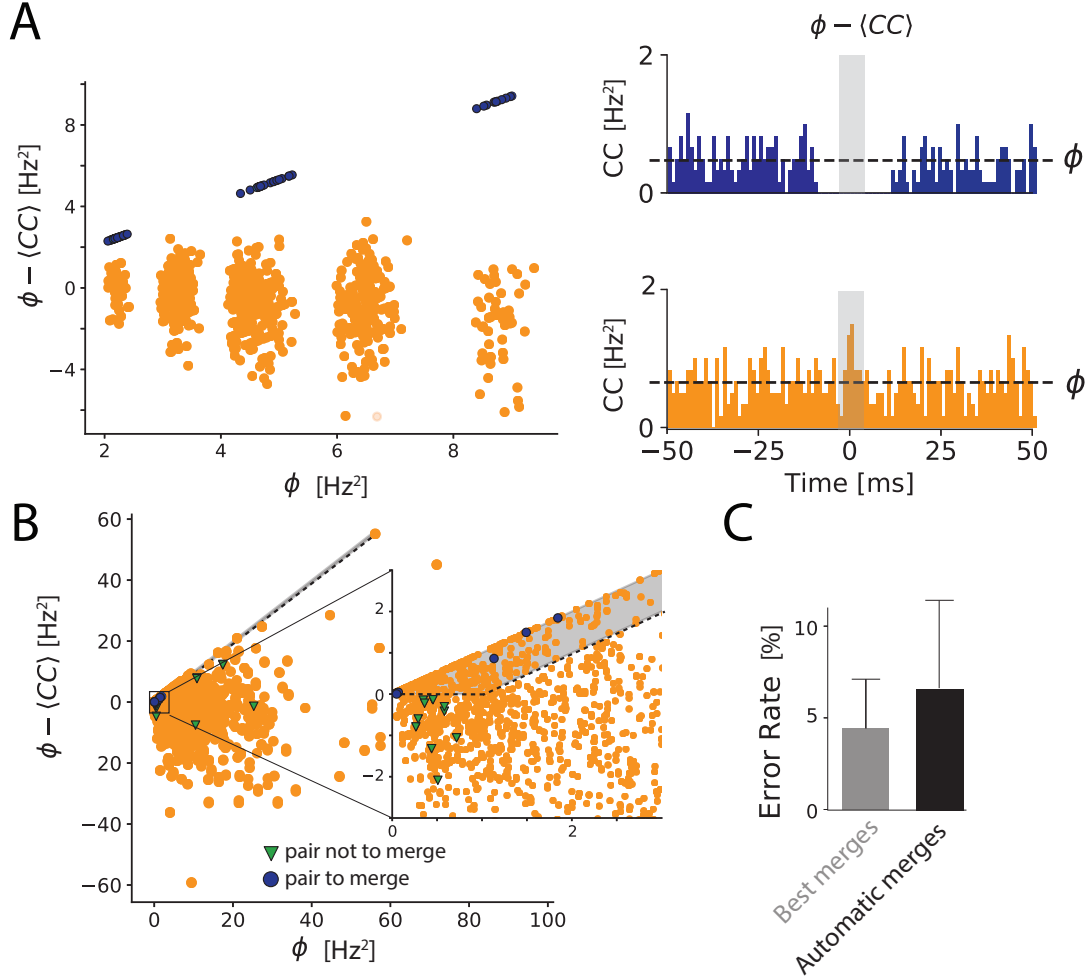 A
ϕ − ⟨CC⟩ [Hz²]
8
4
0
−4
2
4
6
8
ϕ [Hz²]
ϕ − ⟨CC⟩
CC [Hz²]
2
0
ϕ
CC [Hz²]
2
0
ϕ
−50
−25
0
25
50
Time [ms]
B
ϕ − ⟨CC⟩ [Hz²]
60
40
20
0
−20
−40
−60
0
20
40
60
80
100
ϕ [Hz²]
2
0
−2
0
2
pair not to merge
pair to merge
C
Error Rate [%]
10
5
0
Best merges
Automatic merges